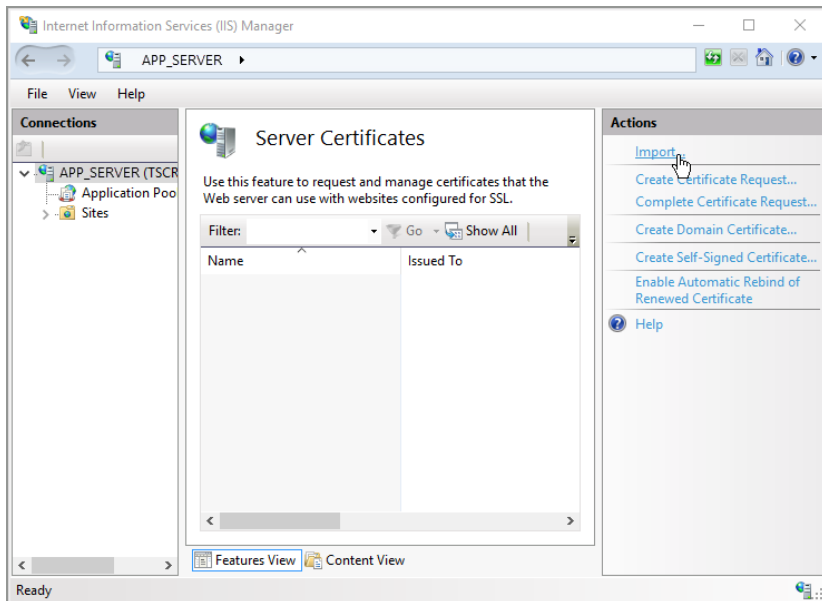 Internet Information Services (IIS) Manager
APP_SERVER
File View Help
Connections
APP_SERVER (TSCR
Application Poo
Sites
Server Certificates
Use this feature to request and manage certificates that the
Web server can use with websites configured for SSL.
Filter: Go Show All
Name Issued To
Features View Content View
Actions
Import...
Create Certificate Request...
Complete Certificate Request...
Create Domain Certificate...
Create Self-Signed Certificate...
Enable Automatic Rebind of
Renewed Certificate
Help
Ready